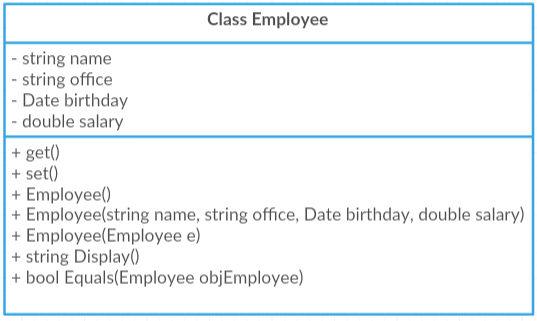 Class Employee
- string name
- string office
- Date birthday
- double salary
+ get()
+ set()
+ Employee()
+ Employee(string name, string office, Date birthday, double salary)
+ Employee(Employee e)
+ string Display()
+ bool Equals(Employee objEmployee)